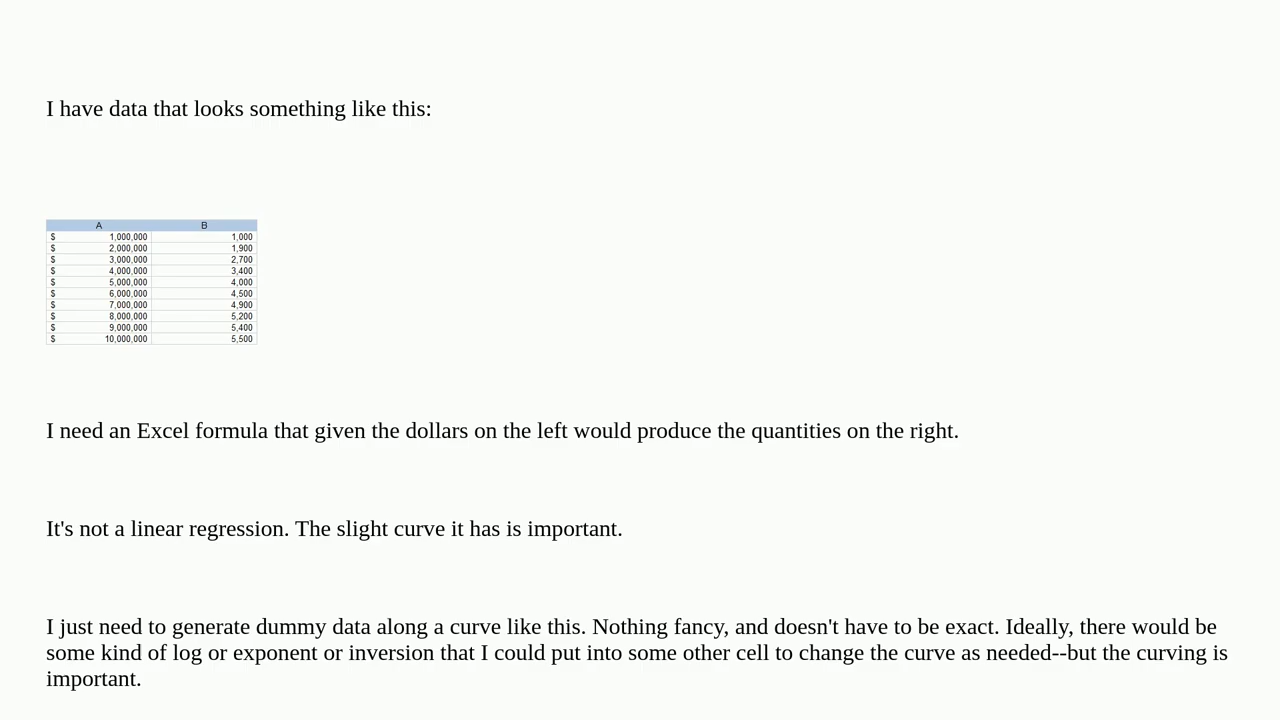 I have data that looks something like this:
A B
$ 1,000,000 1,000
$ 2,000,000 1,900
$ 3,000,000 2,700
$ 4,000,000 3,400
$ 5,000,000 4,000
$ 6,000,000 4,500
$ 7,000,000 4,900
$ 8,000,000 5,200
$ 9,000,000 5,400
$ 10,000,000 5,500
I need an Excel formula that given the dollars on the left would produce the quantities on the right.
It's not a linear regression. The slight curve it has is important.
I just need to generate dummy data along a curve like this. Nothing fancy, and doesn't have to be exact. Ideally, there would be
some kind of log or exponent or inversion that I could put into some other cell to change the curve as needed--but the curving is
important.